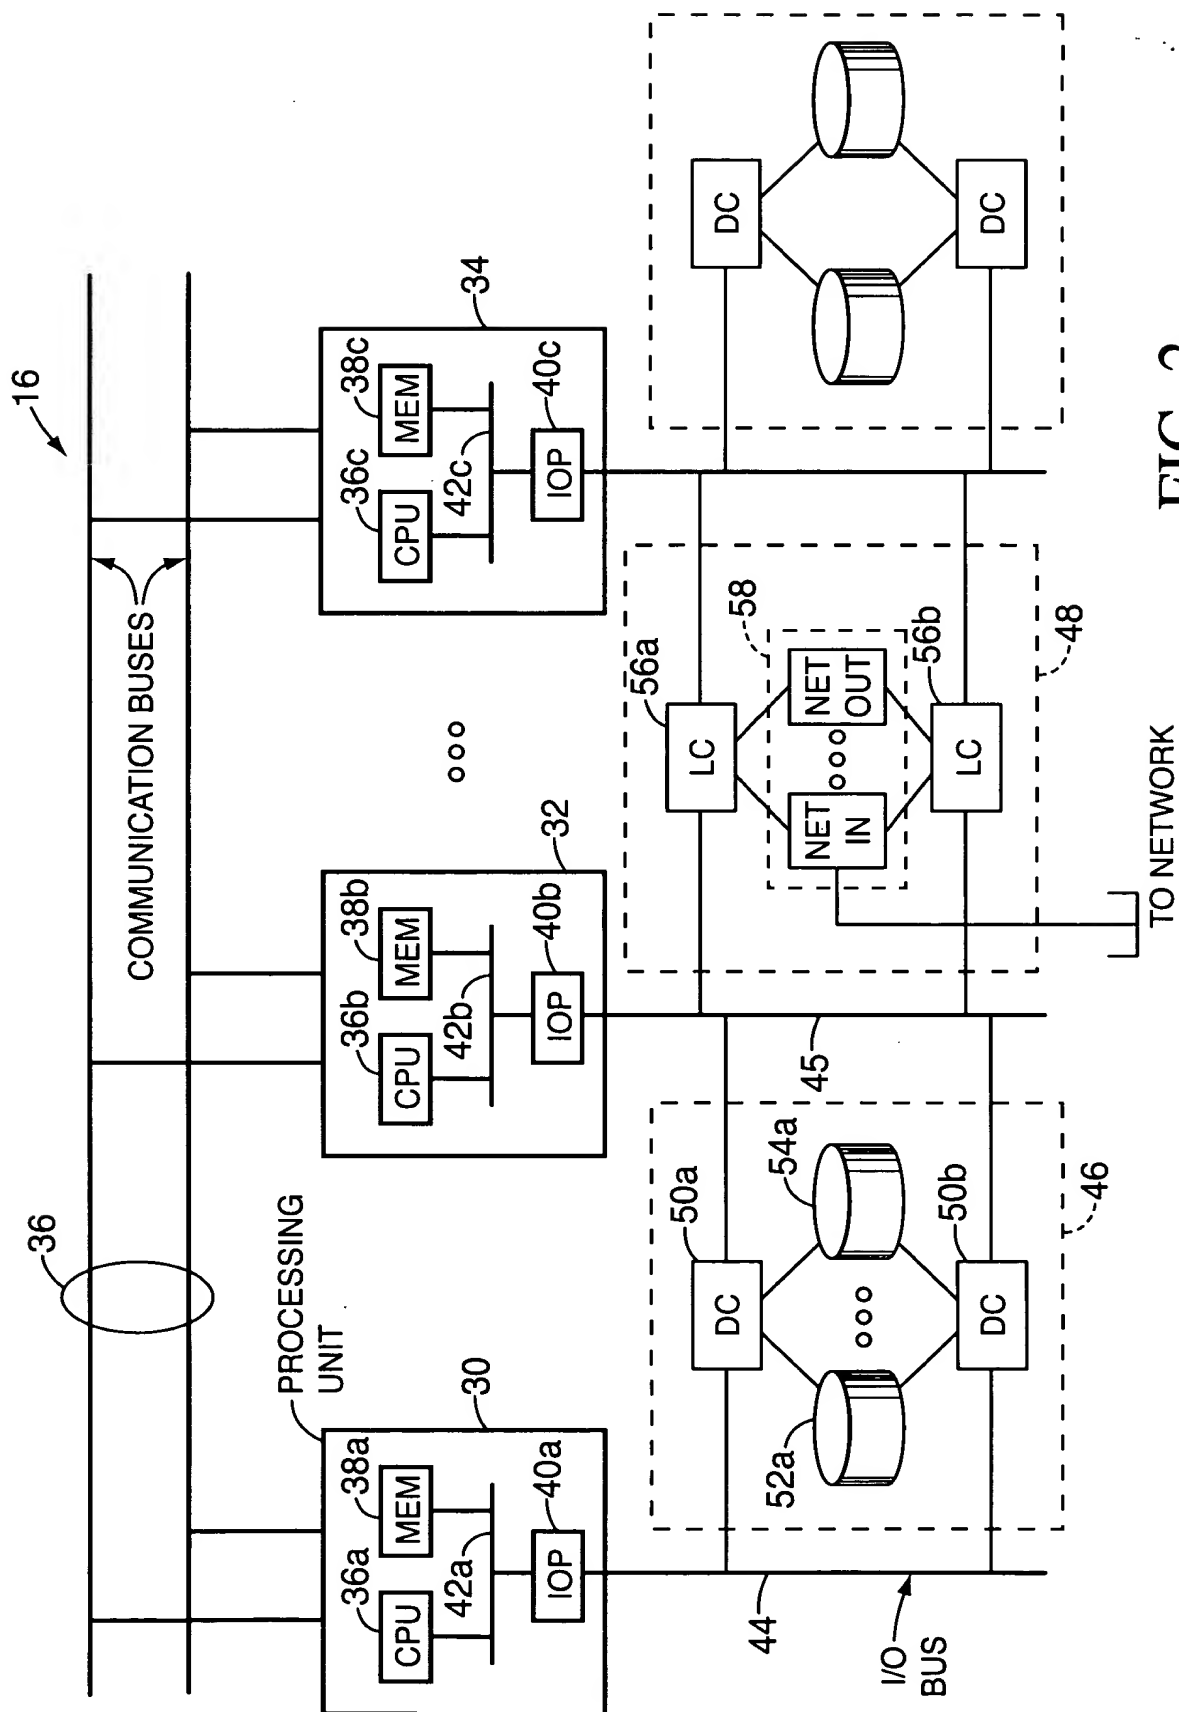 16
36
COMMUNICATION BUSES
PROCESSING
UNIT
30
36a
38a
CPU
MEM
42a
40a
IOP
32
36b
38b
CPU
MEM
42b
40b
IOP
34
36c
38c
CPU
MEM
42c
40c
IOP
44
I/O
BUS
50a
DC
52a
54a
50b
DC
46
45
56a
LC
58
NET
IN
NET
OUT
56b
LC
48
TO NETWORK
DC
DC